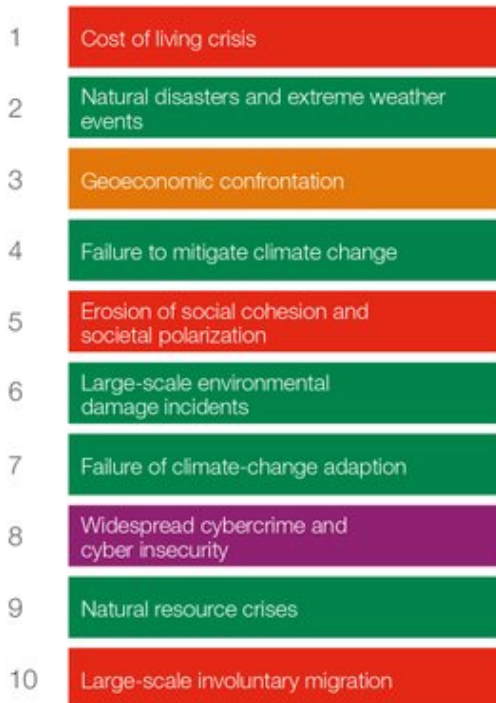 1 Cost of living crisis
2 Natural disasters and extreme weather
events
3 Geoeconomic confrontation
4 Failure to mitigate climate change
5 Erosion of social cohesion and
societal polarization
6 Large-scale environmental
damage incidents
7 Failure of climate-change adaption
8 Widespread cybercrime and
cyber insecurity
9 Natural resource crises
10 Large-scale involuntary migration